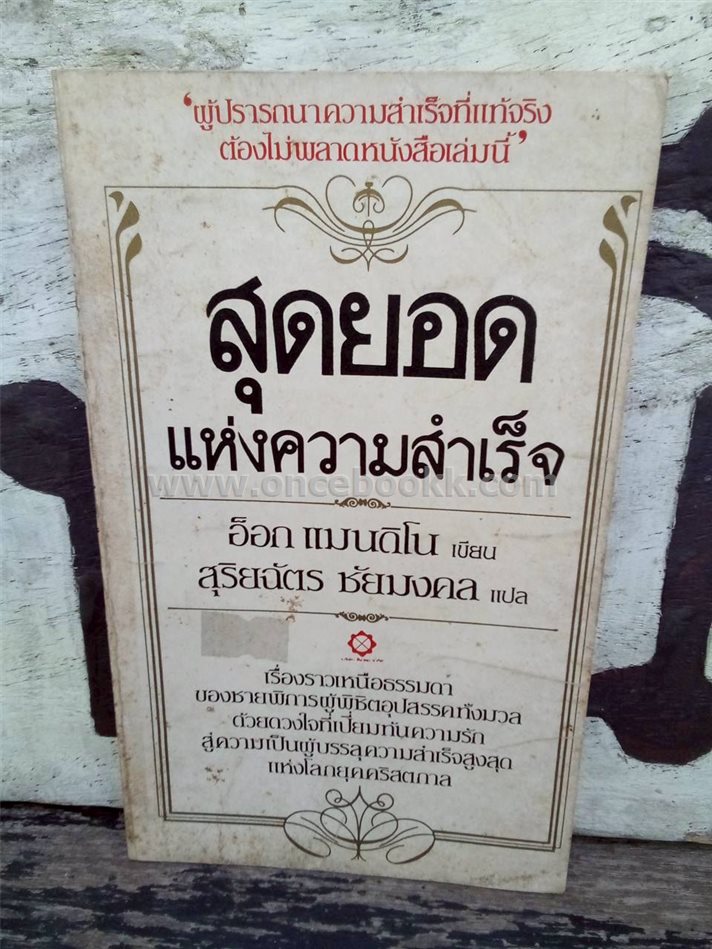 ‘ผู้ปรารถนาความสำเร็จที่แท้จริง
ต้องไม่พลาดหนังสือเล่มนี้’
สุดยอด
แห่งความสำเร็จ
www.oncebookk.com
อ็อก แมนดิโน เขียน
สุริยฉัตร ชัยมงคล แปล
เรื่องราวเหนือธรรมดา
ของชายพิการผู้พิชิตอุปสรรคทั้งมวล
ด้วยดวงใจที่เปี่ยมท้นความรัก
สู่ความเป็นผู้บรรลุความสำเร็จสูงสุด
แห่งโลกยุคคริสตกาล